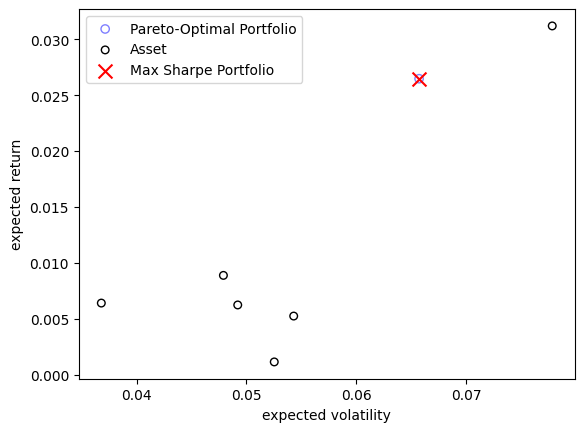 Pareto-Optimal Portfolio
Asset
Max Sharpe Portfolio
0.030
0.025
0.020
0.015
0.010
0.005
0.000
expected return
0.04 0.05 0.06 0.07
expected volatility